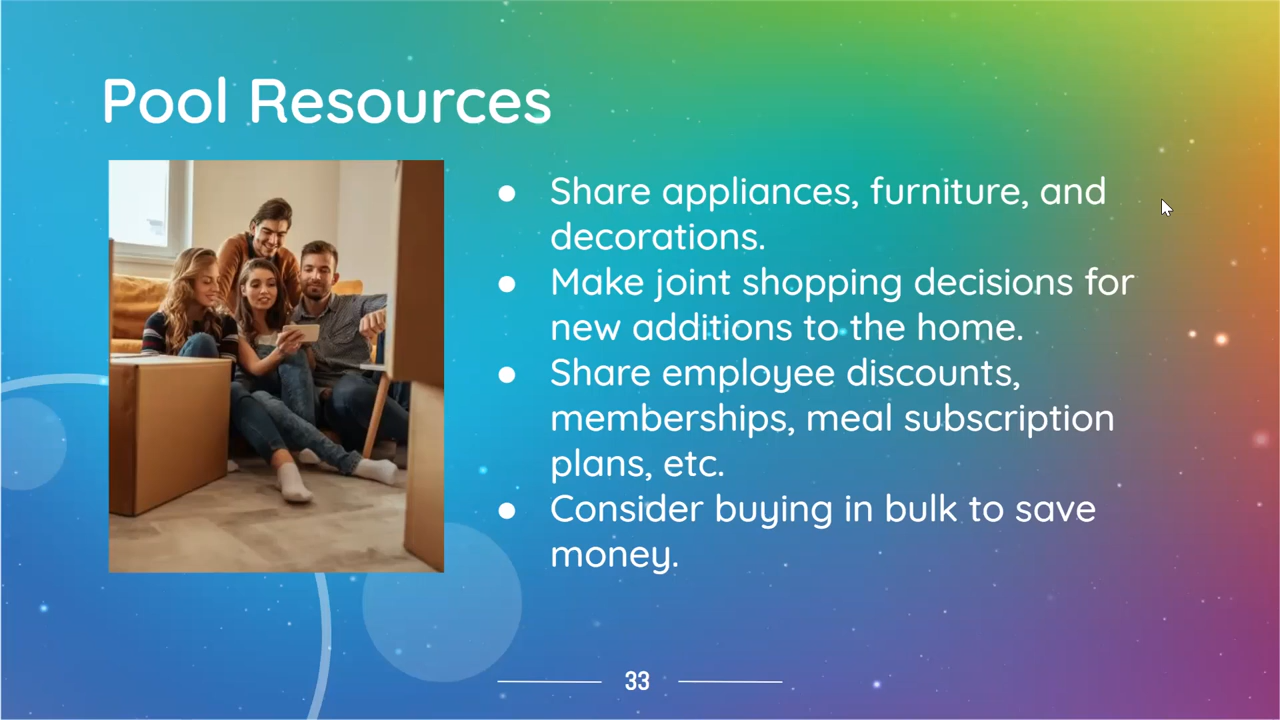 Pool Resources
● Share appliances, furniture, and
decorations.
● Make joint shopping decisions for
new additions to the home.
● Share employee discounts,
memberships, meal subscription
plans, etc.
● Consider buying in bulk to save
money.
33